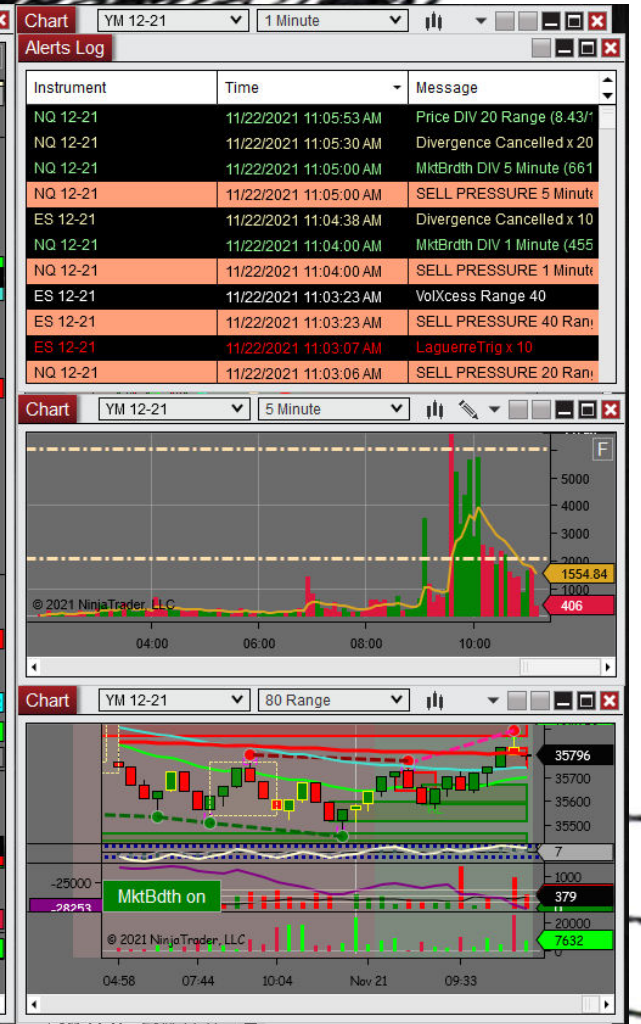 Chart YM 12-21 1 Minute
Alerts Log
Instrument Time Message
NQ 12-21 11/22/2021 11:05:53 AM Price DIV 20 Range (8.43/1
NQ 12-21 11/22/2021 11:05:30 AM Divergence Cancelled x 20
NQ 12-21 11/22/2021 11:05:00 AM MktBrdth DIV 5 Minute (661
NQ 12-21 11/22/2021 11:05:00 AM SELL PRESSURE 5 Minute
ES 12-21 11/22/2021 11:04:38 AM Divergence Cancelled x 10
NQ 12-21 11/22/2021 11:04:00 AM MktBrdth DIV 1 Minute (455
NQ 12-21 11/22/2021 11:04:00 AM SELL PRESSURE 1 Minute
ES 12-21 11/22/2021 11:03:23 AM VolXcess Range 40
ES 12-21 11/22/2021 11:03:23 AM SELL PRESSURE 40 Rang
ES 12-21 11/22/2021 11:03:07 AM LaguerreTrig x 10
NQ 12-21 11/22/2021 11:03:06 AM SELL PRESSURE 20 Rang
Chart YM 12-21 5 Minute
F
5000
4000
3000
2000
1554.84
1000
406
© 2021 NinjaTrader, LLC
04:00 06:00 08:00 10:00
Chart YM 12-21 80 Range
35796
35700
35600
35500
7
-25000 1000
MktBdth on 379
-28253
20000
© 2021 NinjaTrader, LLC 7632
0
04:58 07:44 10:04 Nov 21 09:33